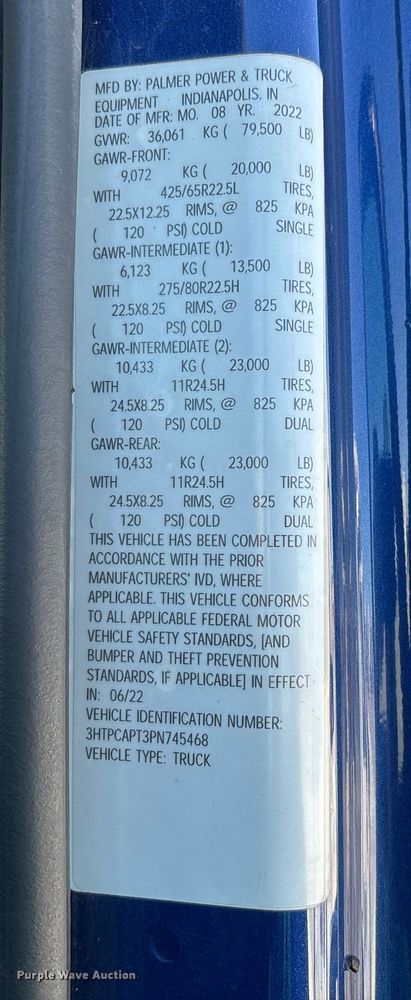 MFD BY: PALMER POWER & TRUCK
EQUIPMENT INDIANAPOLIS, IN
DATE OF MFR: MO. 08 YR. 2022
GVWR: 36,061 KG ( 79,500 LB)
GAWR-FRONT:
9,072 KG ( 20,000 LB)
WITH 425/65R22.5L TIRES,
22.5X12.25 RIMS, @ 825 KPA
( 120 PSI) COLD SINGLE
GAWR-INTERMEDIATE (1):
6,123 KG ( 13,500 LB)
WITH 275/80R22.5H TIRES,
22.5X8.25 RIMS, @ 825 KPA
( 120 PSI) COLD SINGLE
GAWR-INTERMEDIATE (2):
10,433 KG ( 23,000 LB)
WITH 11R24.5H TIRES,
24.5X8.25 RIMS, @ 825 KPA
( 120 PSI) COLD DUAL
GAWR-REAR:
10,433 KG ( 23,000 LB)
WITH 11R24.5H TIRES,
24.5X8.25 RIMS, @ 825 KPA
( 120 PSI) COLD DUAL
THIS VEHICLE HAS BEEN COMPLETED IN
ACCORDANCE WITH THE PRIOR
MANUFACTURERS' IVD, WHERE
APPLICABLE. THIS VEHICLE CONFORMS
TO ALL APPLICABLE FEDERAL MOTOR
VEHICLE SAFETY STANDARDS, [AND
BUMPER AND THEFT PREVENTION
STANDARDS, IF APPLICABLE] IN EFFECT
IN: 06/22
VEHICLE IDENTIFICATION NUMBER:
3HTPCAPT3PN745468
VEHICLE TYPE: TRUCK
Purple Wave Auction